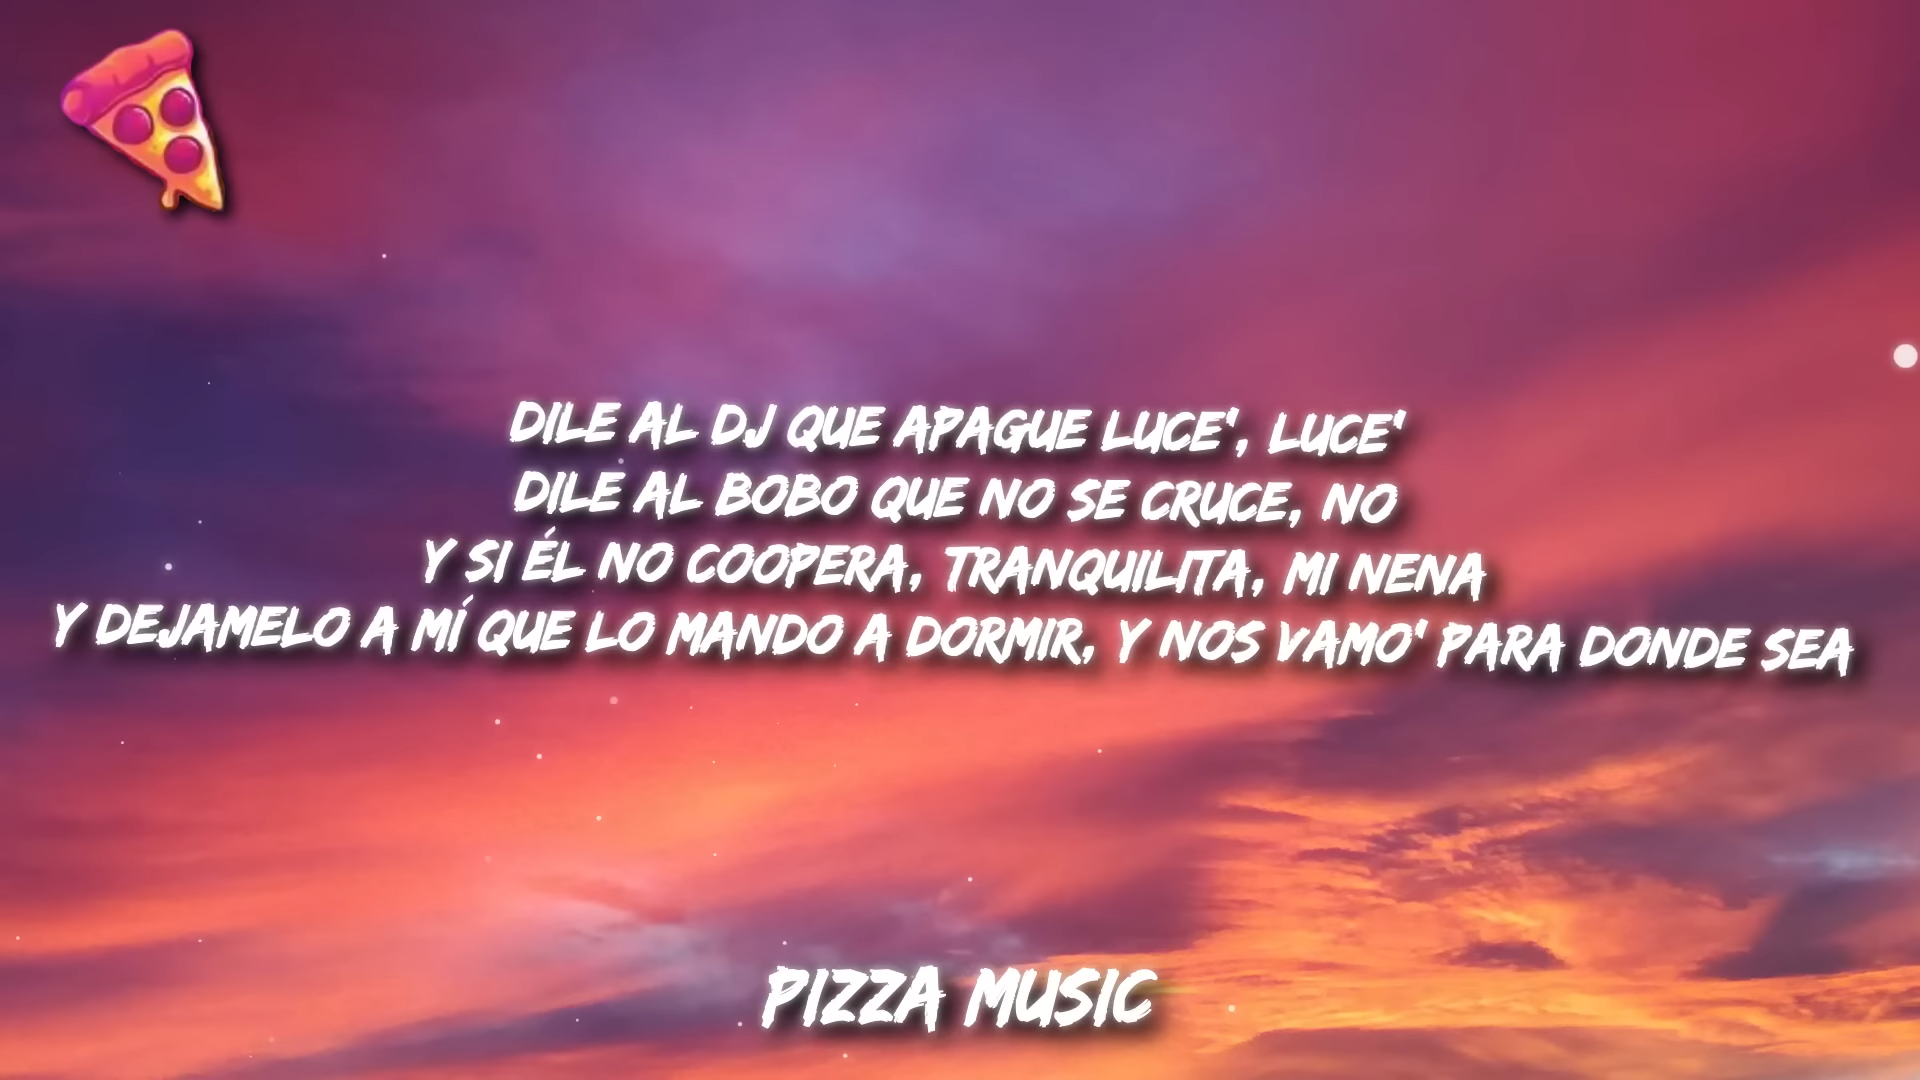 DILE AL DJ QUE APAGUE LUCE', LUCE'
DILE AL BOBO QUE NO SE CRUCE, NO
Y SI ÉL NO COOPERA, TRANQUILITA, MI NENA
Y DEJAMELO A MÍ QUE LO MANDO A DORMIR, Y NOS VAMO' PARA DONDE SEA
PIZZA MUSIC